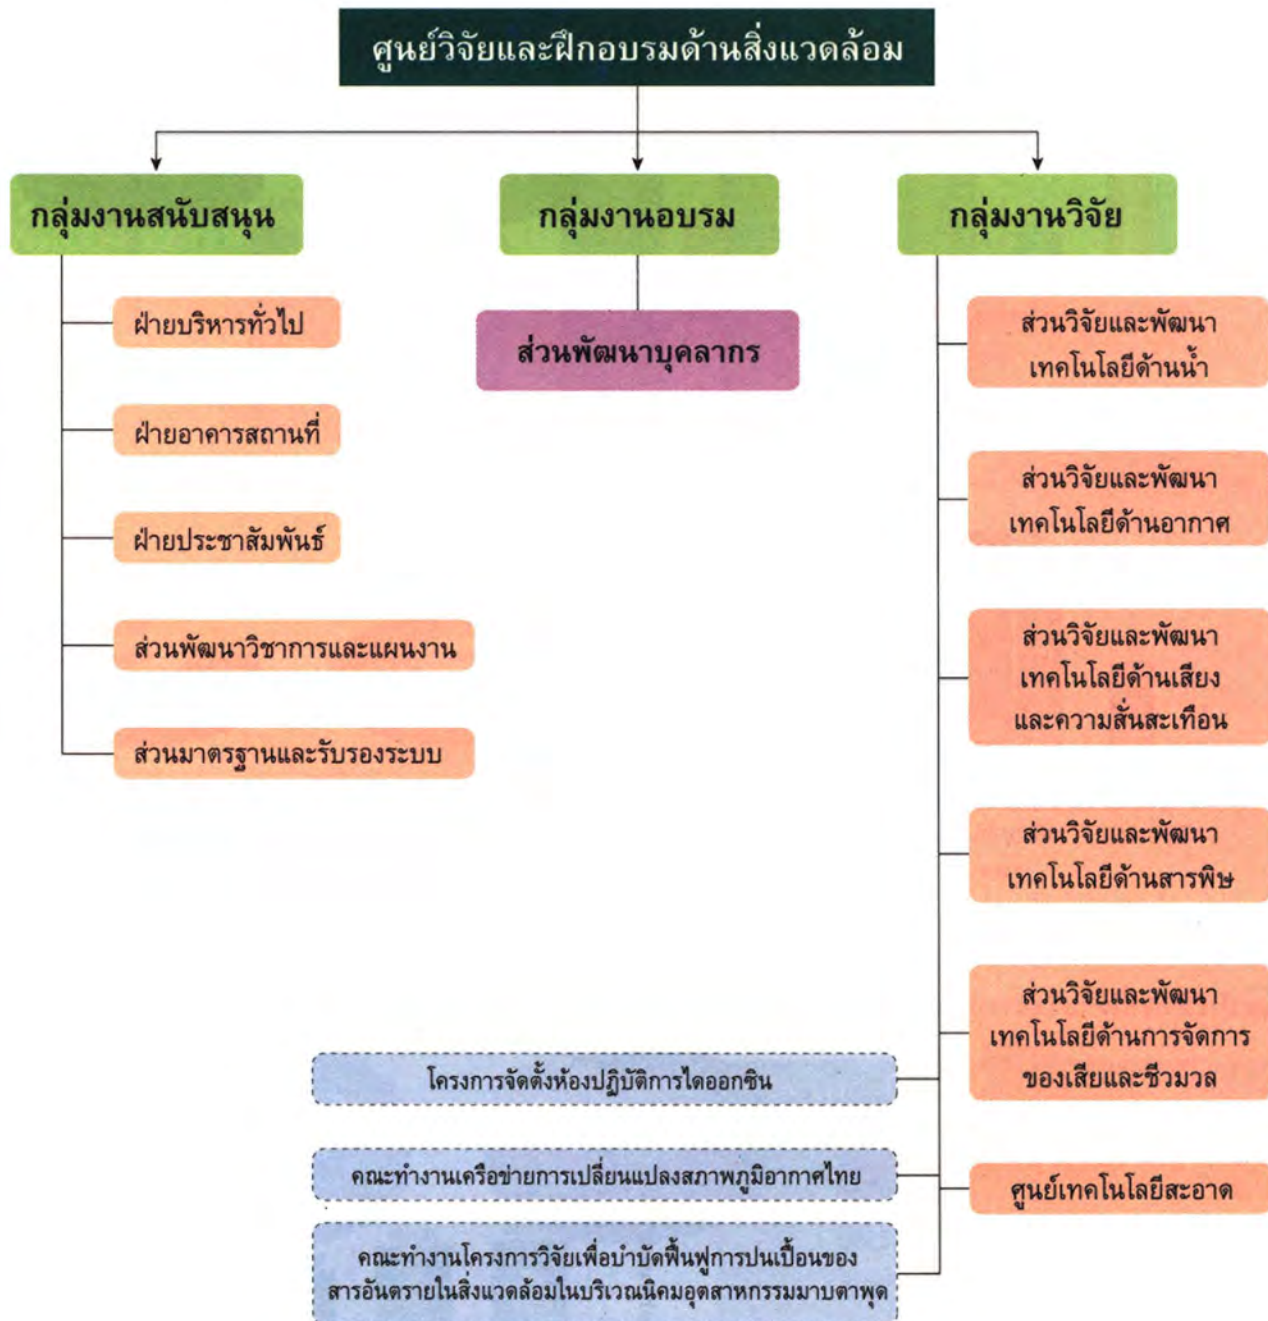 ศูนย์วิจัยและฝึกอบรมด้านสิ่งแวดล้อม
กลุ่มงานสนับสนุน
ฝ่ายบริหารทั่วไป
ฝ่ายอาคารสถานที่
ฝ่ายประชาสัมพันธ์
ส่วนพัฒนาวิชาการและแผนงาน
ส่วนมาตรฐานและรับรองระบบ
กลุ่มงานอบรม
ส่วนพัฒนาบุคลากร
กลุ่มงานวิจัย
ส่วนวิจัยและพัฒนา
เทคโนโลยีด้านน้ำ
ส่วนวิจัยและพัฒนา
เทคโนโลยีด้านอากาศ
ส่วนวิจัยและพัฒนา
เทคโนโลยีด้านเสียง
และความสั่นสะเทือน
ส่วนวิจัยและพัฒนา
เทคโนโลยีด้านสารพิษ
ส่วนวิจัยและพัฒนา
เทคโนโลยีด้านการจัดการ
ของเสียและชีวมวล
ศูนย์เทคโนโลยีสะอาด
โครงการจัดตั้งห้องปฏิบัติการไดออกซิน
คณะทำงานเครือข่ายการเปลี่ยนแปลงสภาพภูมิอากาศไทย
คณะทำงานโครงการวิจัยเพื่อบำบัดฟื้นฟูการปนเปื้อนของ
สารอันตรายในสิ่งแวดล้อมในบริเวณนิคมอุตสาหกรรมมาบตาพุด